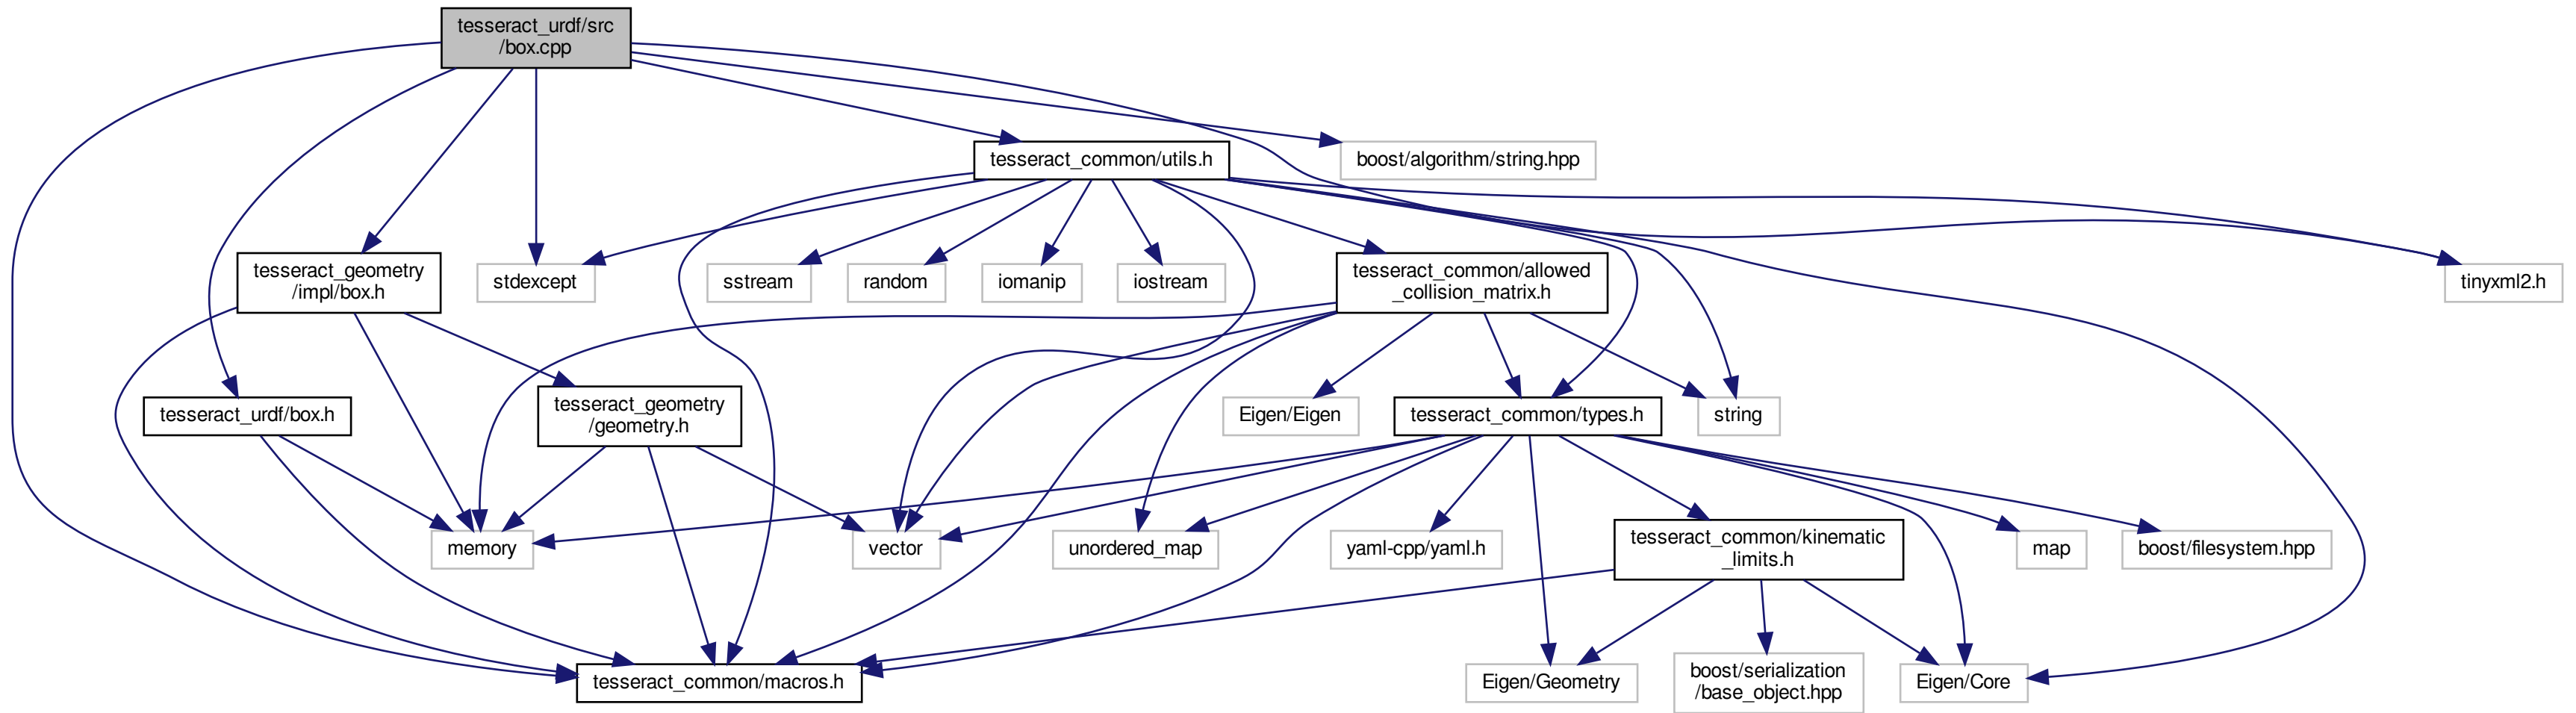 tesseract_urdf/src
/box.cpp
tesseract_common/utils.h
boost/algorithm/string.hpp
tesseract_geometry
/impl/box.h
stdexcept
sstream
random
iomanip
iostream
tesseract_common/allowed
_collision_matrix.h
tinyxml2.h
tesseract_urdf/box.h
tesseract_geometry
/geometry.h
Eigen/Eigen
tesseract_common/types.h
string
memory
vector
unordered_map
yaml-cpp/yaml.h
tesseract_common/kinematic
_limits.h
map
boost/filesystem.hpp
tesseract_common/macros.h
Eigen/Geometry
boost/serialization
/base_object.hpp
Eigen/Core